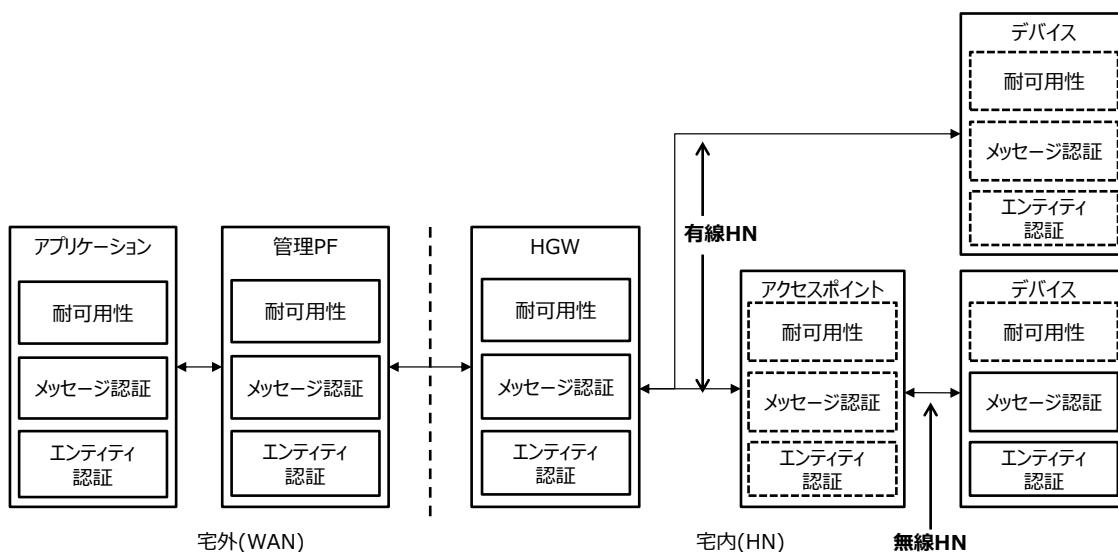 デバイス
耐可用性
メッセージ認証
エンティティ
認証
有線HN
アプリケーション
耐可用性
メッセージ認証
エンティティ
認証
管理PF
耐可用性
メッセージ認証
エンティティ
認証
HGW
耐可用性
メッセージ認証
エンティティ
認証
アクセスポイント
耐可用性
メッセージ認証
エンティティ
認証
デバイス
耐可用性
メッセージ認証
エンティティ
認証
宅外(WAN)
宅内(HN)
無線HN